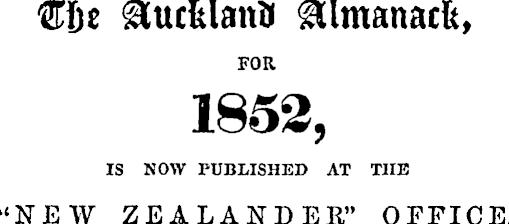 The Auckland Almanack,
FOR
1852,
IS NOW PUBLISHED AT THE
"NEW ZEALANDER" OFFICE